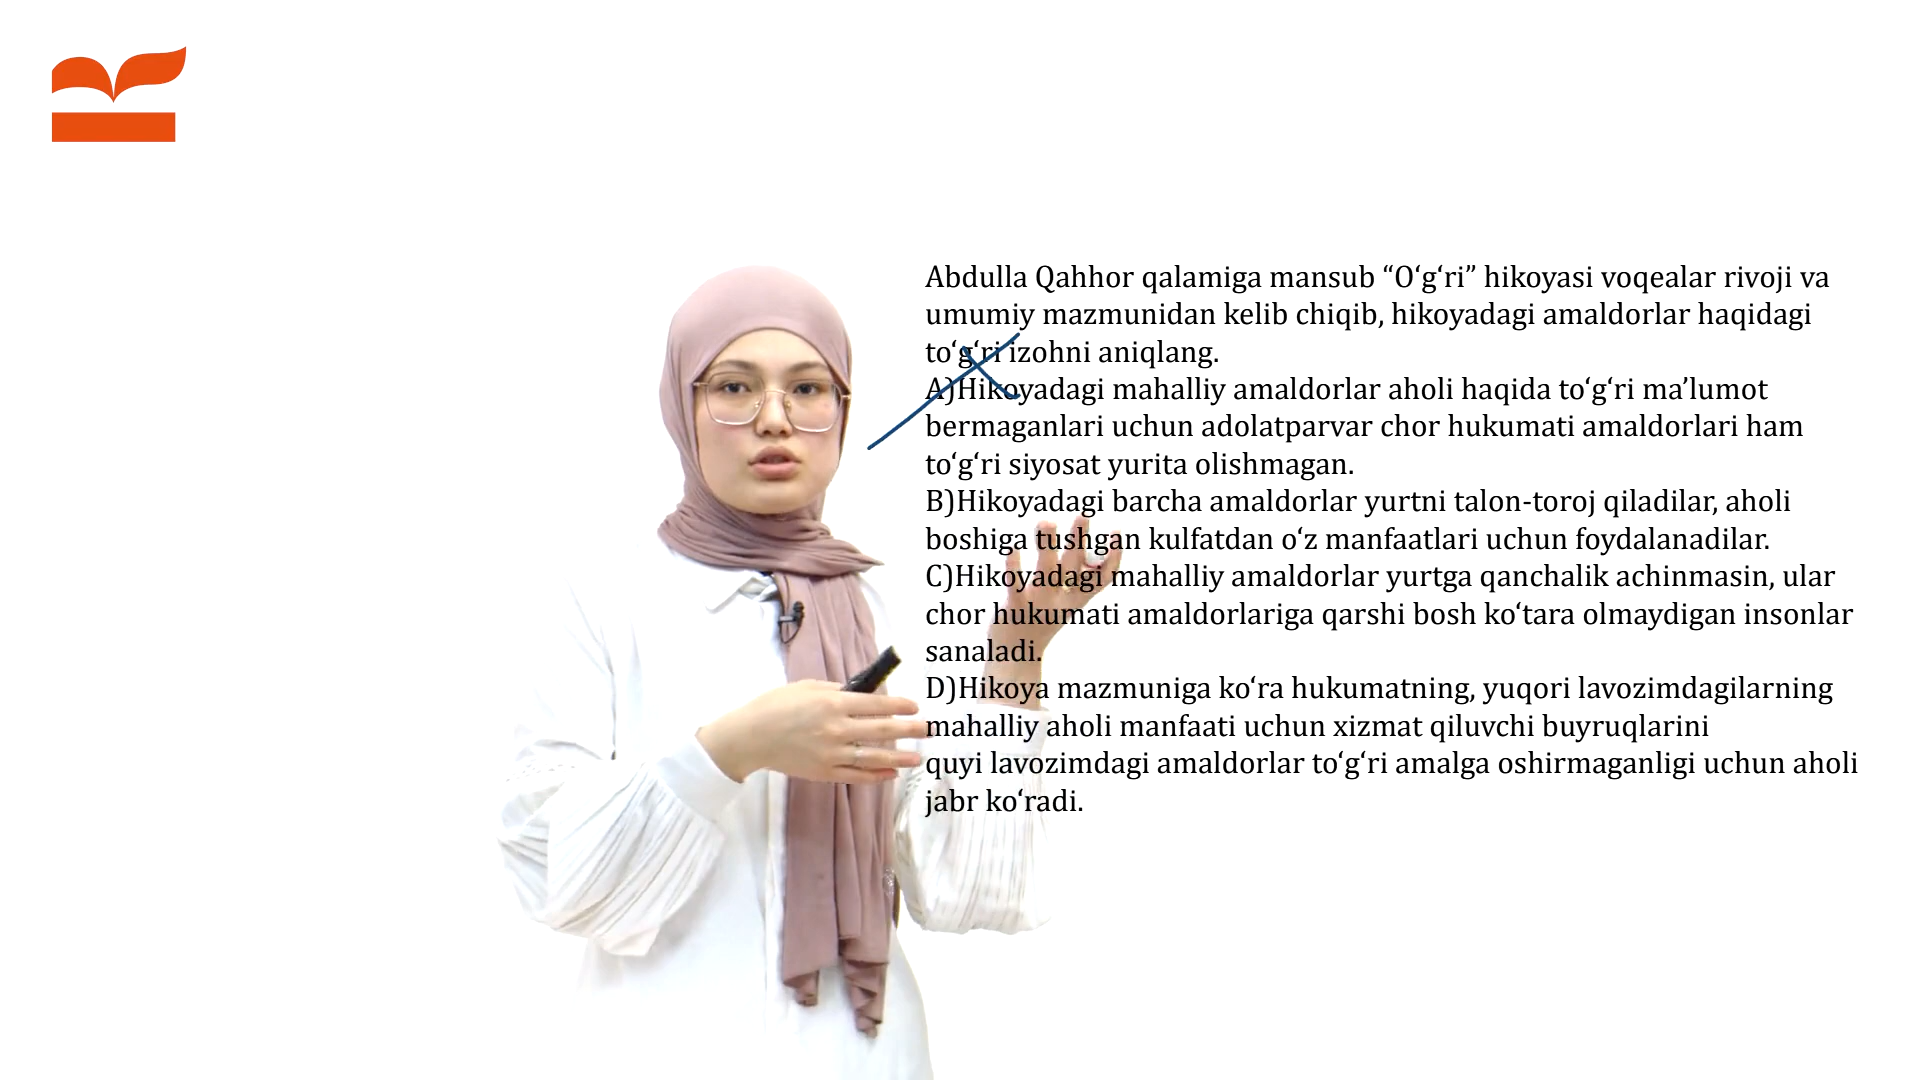 Abdulla Qahhor qalamiga mansub “O‘g‘ri” hikoyasi voqealar rivoji va
umumiy mazmunidan kelib chiqib, hikoyadagi amaldorlar haqidagi
to‘g‘ri izohni aniqlang.
A)Hikoyadagi mahalliy amaldorlar aholi haqida to‘g‘ri ma’lumot
bermaganlari uchun adolatparvar chor hukumati amaldorlari ham
to‘g‘ri siyosat yurita olishmagan.
B)Hikoyadagi barcha amaldorlar yurtni talon-toroj qiladilar, aholi
boshiga tushgan kulfatdan o‘z manfaatlari uchun foydalanadilar.
C)Hikoyadagi mahalliy amaldorlar yurtga qanchalik achinmasin, ular
chor hukumati amaldorlariga qarshi bosh ko‘tara olmaydigan insonlar
sanaladi.
D)Hikoya mazmuniga ko‘ra hukumatning, yuqori lavozimdagilarning
mahalliy aholi manfaati uchun xizmat qiluvchi buyruqlarini
quyi lavozimdagi amaldorlar to‘g‘ri amalga oshirmaganligi uchun aholi
jabr ko‘radi.